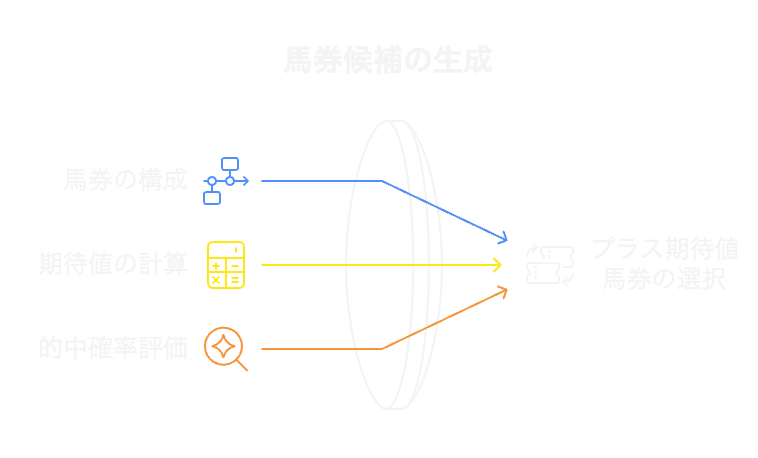 馬券候補の生成
馬券の構成
期待値の計算
的中確率評価
プラス期待値
馬券の選択